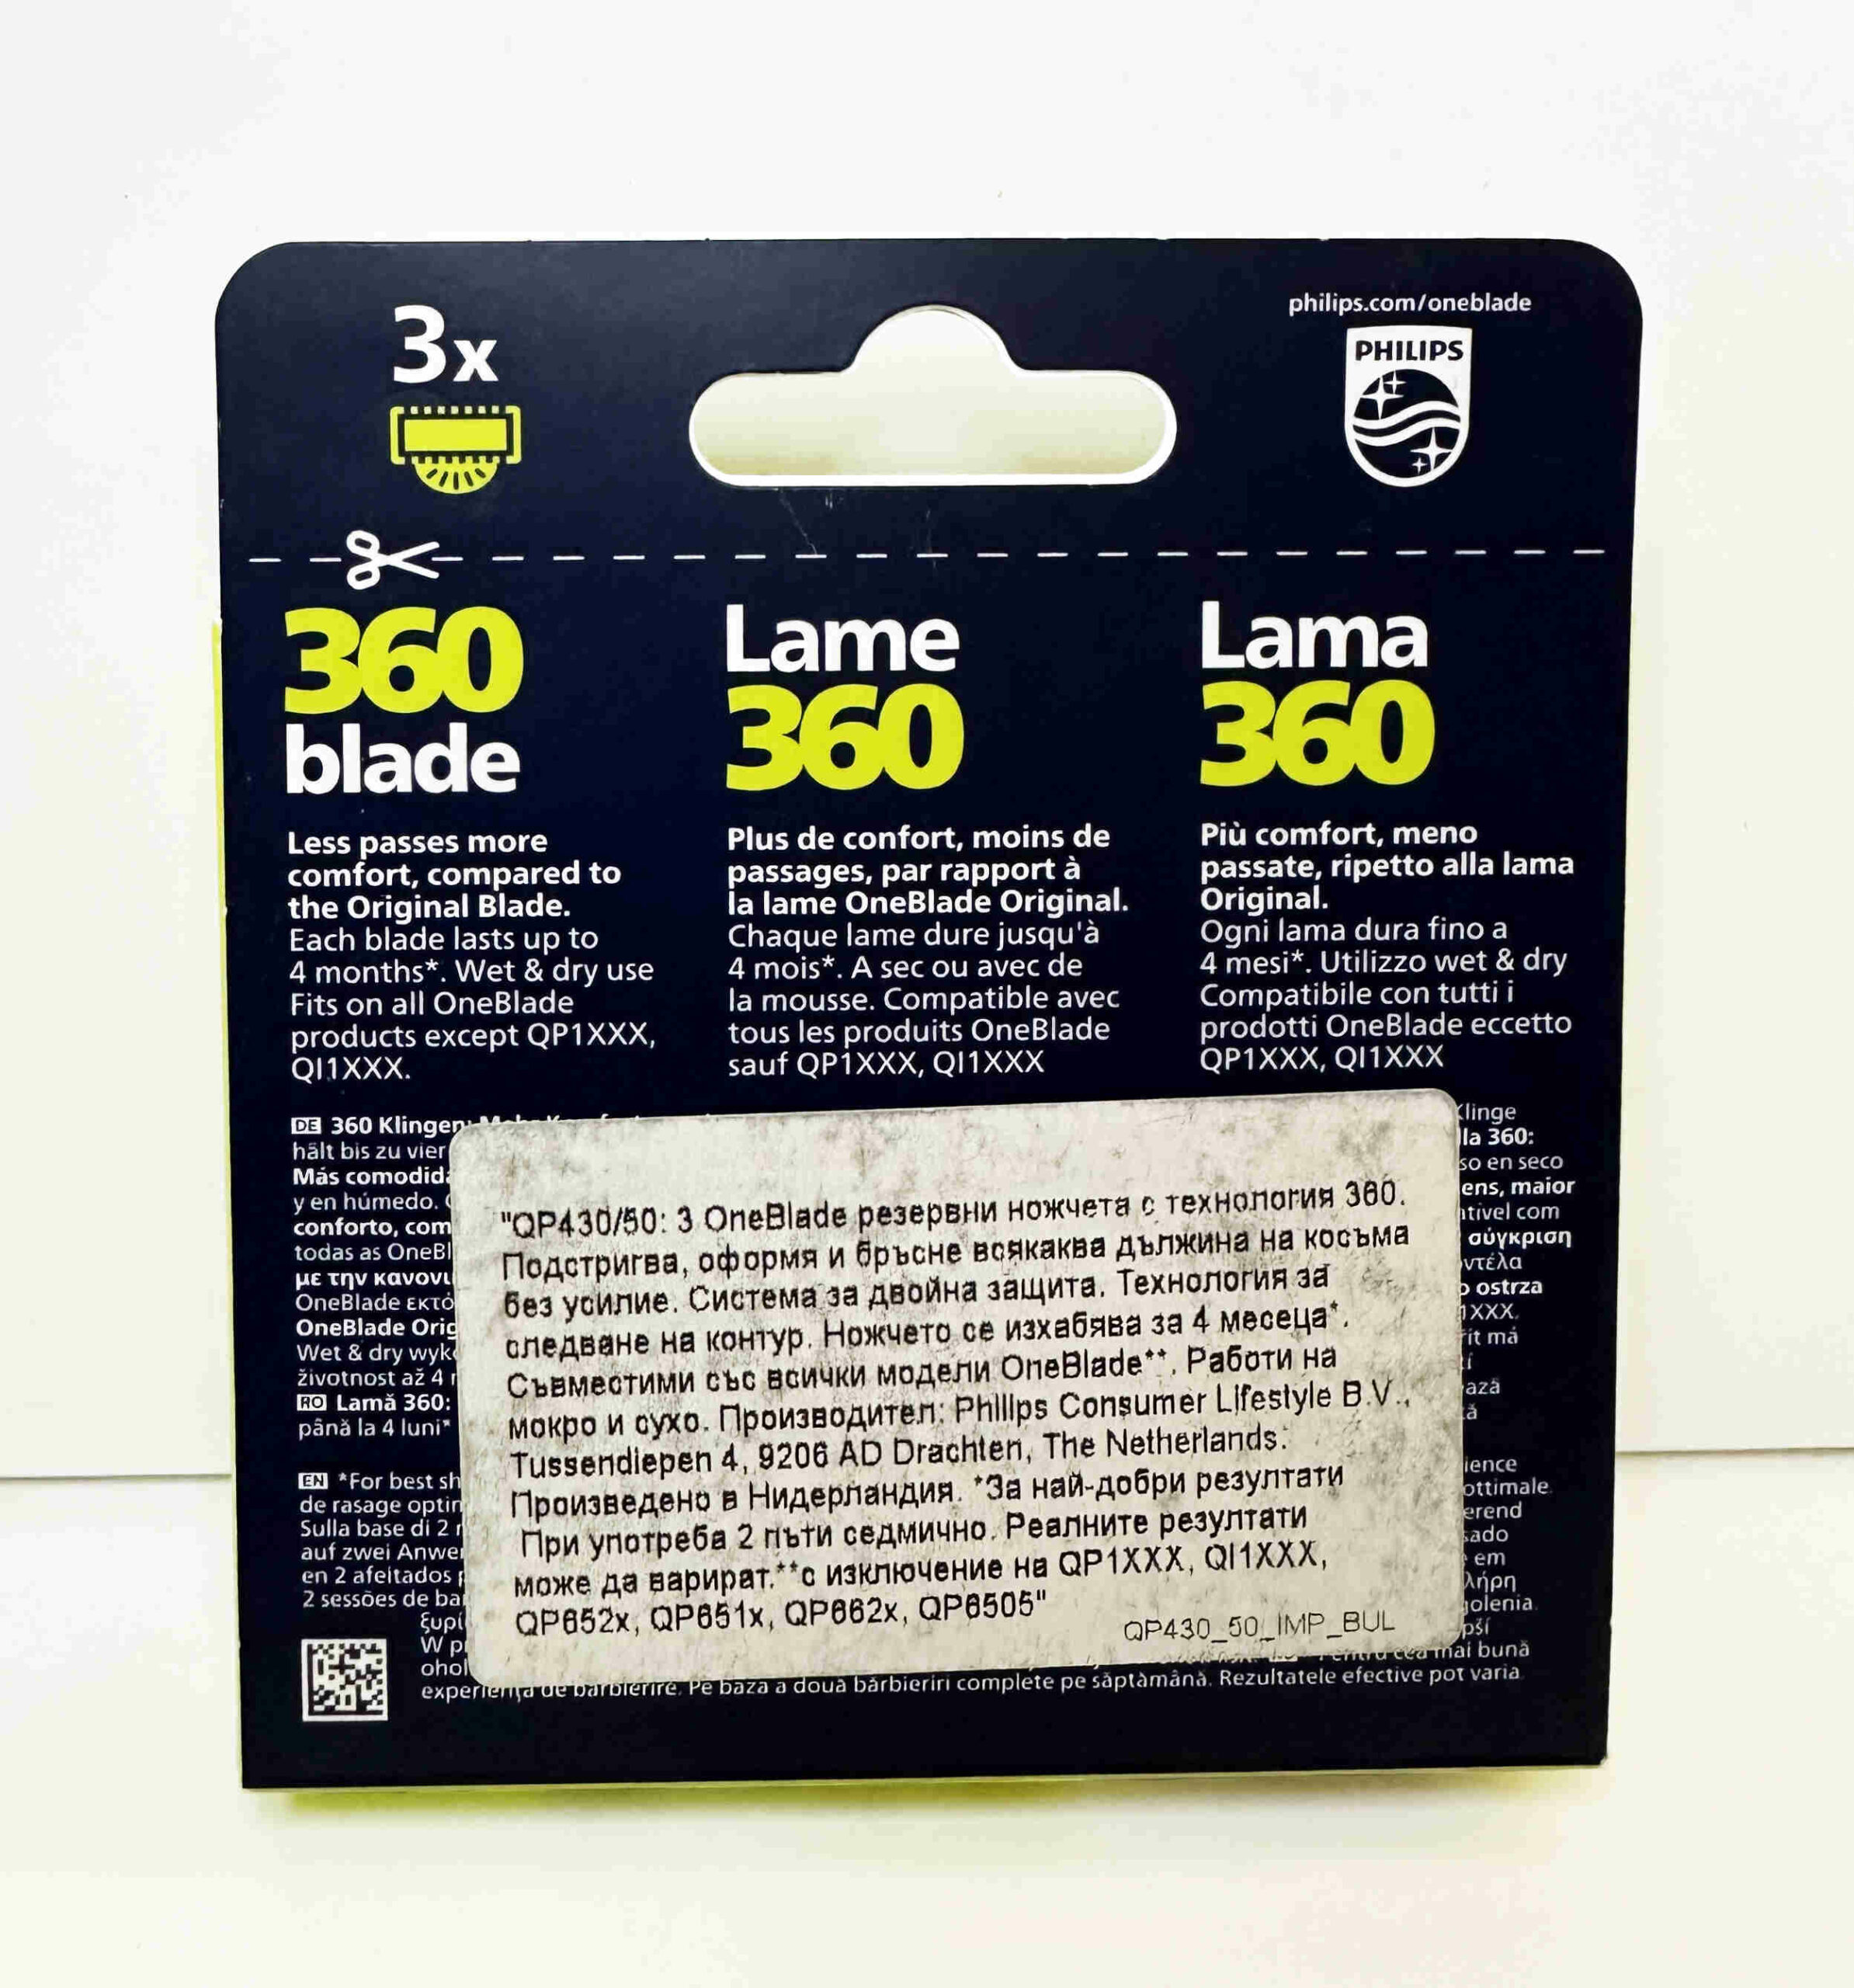 3x
philips.com/oneblade
PHILIPS
360
blade
Less passes more
comfort, compared to
the Original Blade.
Each blade lasts up to
4 months*. Wet & dry use
Fits on all OneBlade
products except QP1XXX,
QI1XXX.
Lame
360
Plus de confort, moins de
passages, par rapport à
la lame OneBlade Original.
Chaque lame dure jusqu'à
4 mois*. A sec ou avec de
la mousse. Compatible avec
tous les produits OneBlade
sauf QP1XXX, QI1XXX
Lama
360
Più comfort, meno
passate, ripetto alla lama
Original.
Ogni lama dura fino a
4 mesi*. Utilizzo wet & dry
Compatibile con tutti i
prodotti OneBlade eccetto
QP1XXX, QI1XXX
DE 360 Klingen:
hält bis zu vier
Más comodid
y en húmedo.
conforto, com
todas as OneBl
με την κανονι
OneBlade εκτό
OneBlade Orig
Wet & dry wyk
životnost až 4
RO Lamă 360:
până la 4 luni*
EN *For best sh
de rasage optin
Sulla base di 2
auf zwei Anwe
en 2 afeitados
2 sessões de ba
ξυρι
W p
ohol
"QP430/50: 3 OneBlade резервни ножчета с технология 360.
Подстригва, оформя и бръсне всякаква дължина на косъма
без усилие. Система за двойна защита. Технология за
следване на контур. Ножчето се изхабява за 4 месеца*.
Съвместими със всички модели OneBlade**. Работи на
мокро и сухо. Производител: Philips Consumer Lifestyle B.V.,
Tussendiepen 4, 9206 AD Drachten, The Netherlands.
Произведено в Нидерландия. *За най-добри резултати
При употреба 2 пъти седмично. Реалните резултати
може да варират.**с изключение на QP1XXX, QI1XXX,
QP652x, QP651x, QP662x, QP6505"
QP430_50_IMP_BUL
Klinge
la 360:
so en seco
ens, maior
tível com
σύγκριση
ντέλα
ostrza
1XXX.
ít má
ază
ience
ottimale
erend
sado
em
λήρη
golenia
pší
mai bună
experiența de bărbierire. Pe baza a două bărbieriri complete pe săptămână. Rezultatele efective pot varia.